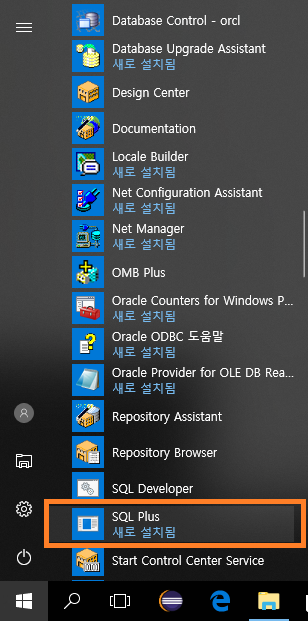 Database Control - orcl
Database Upgrade Assistant
새로 설치됨
Design Center
Documentation
Locale Builder
새로 설치됨
Net Configuration Assistant
새로 설치됨
Net Manager
새로 설치됨
OMB Plus
Oracle Counters for Windows P...
새로 설치됨
Oracle ODBC 도움말
새로 설치됨
Oracle Provider for OLE DB Rea...
새로 설치됨
Repository Assistant
Repository Browser
SQL Developer
SQL Plus
새로 설치됨
Start Control Center Service